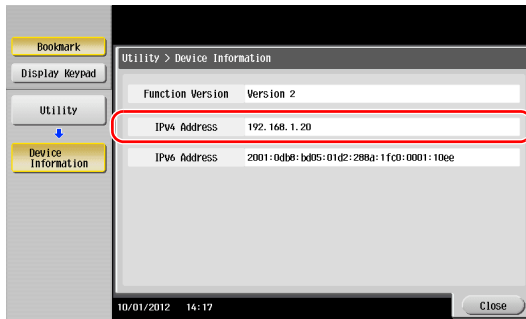 Bookmark
Display Keypad
Utility
Device
Information
Utility > Device Information
Function Version Version 2
IPv4 Address 192.168.1.20
IPv6 Address 2001:0db8:bd05:01d2:288a:1fc0:0001:10ee
10/01/2012 14:17
Close